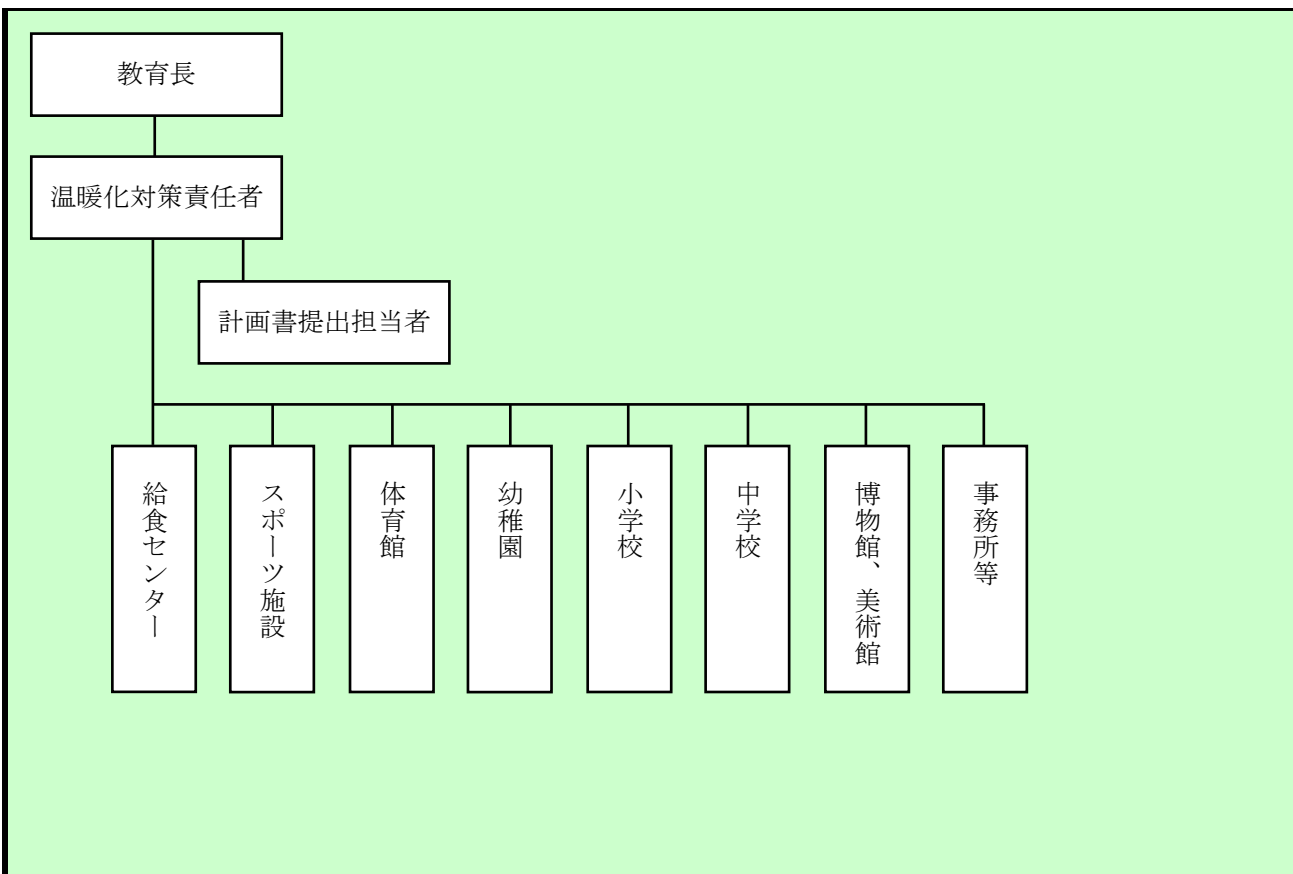 教育長
温暖化対策責任者
計画書提出担当者
給食センター
スポーツ施設
体育館
幼稚園
小学校
中学校
博物館、美術館
事務所等